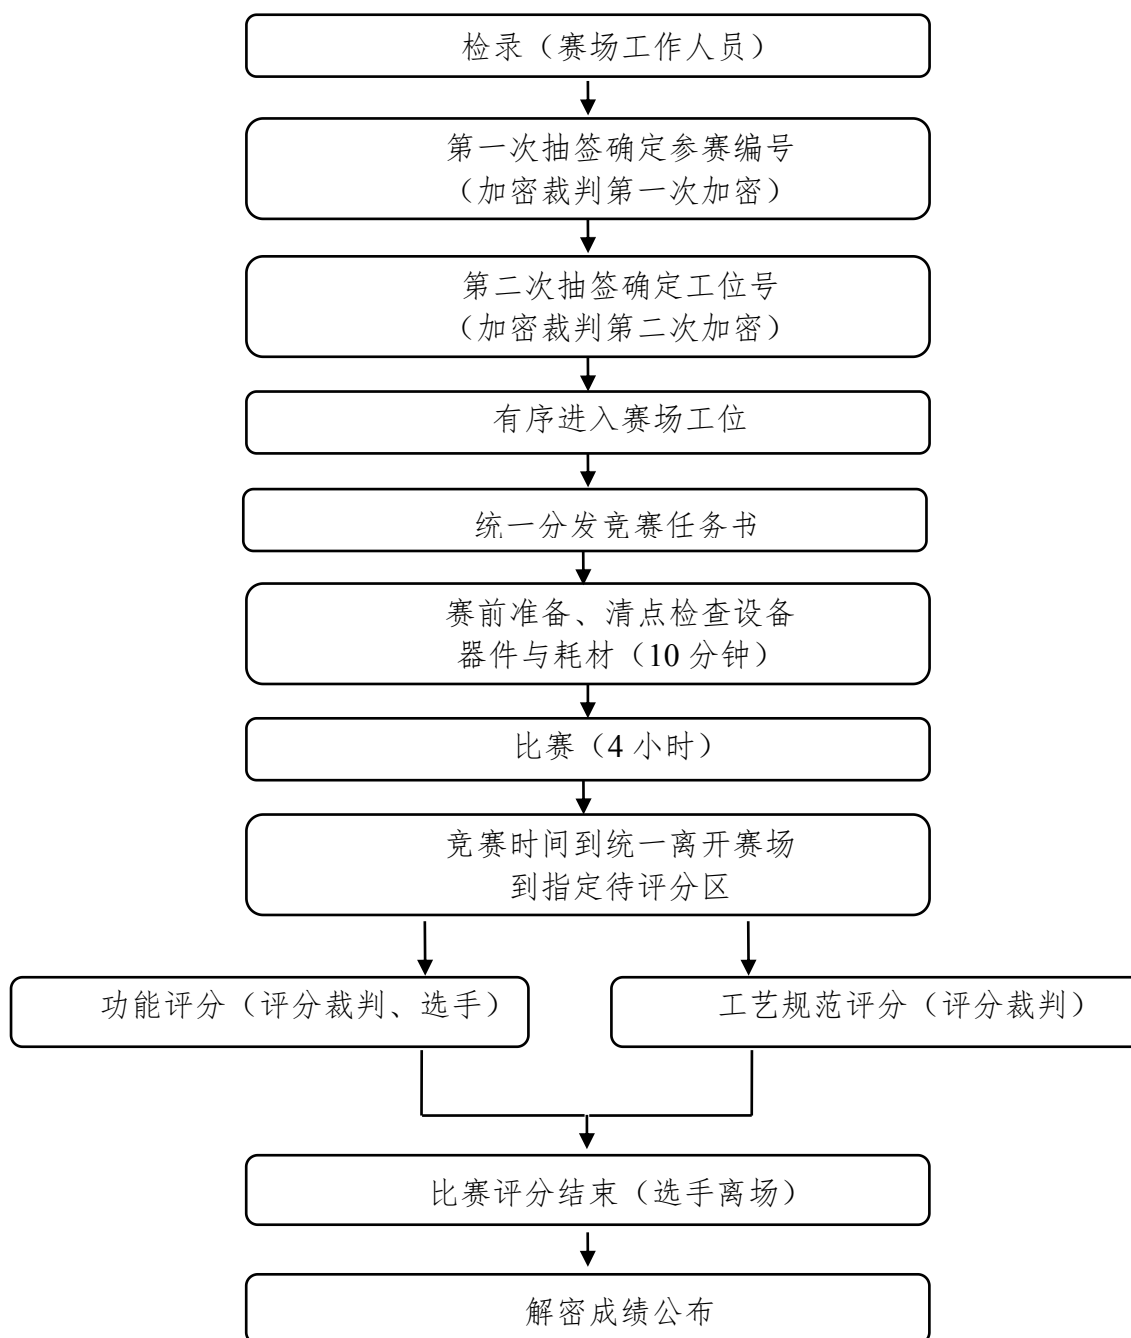 检录（赛场工作人员）
第一次抽签确定参赛编号
（加密裁判第一次加密）
第二次抽签确定工位号
（加密裁判第二次加密）
有序进入赛场工位
统一分发竞赛任务书
赛前准备、清点检查设备
器件与耗材（10 分钟）
比赛（4 小时）
竞赛时间到统一离开赛场
到指定待评分区
功能评分（评分裁判、选手）
工艺规范评分（评分裁判）
比赛评分结束（选手离场）
解密成绩公布